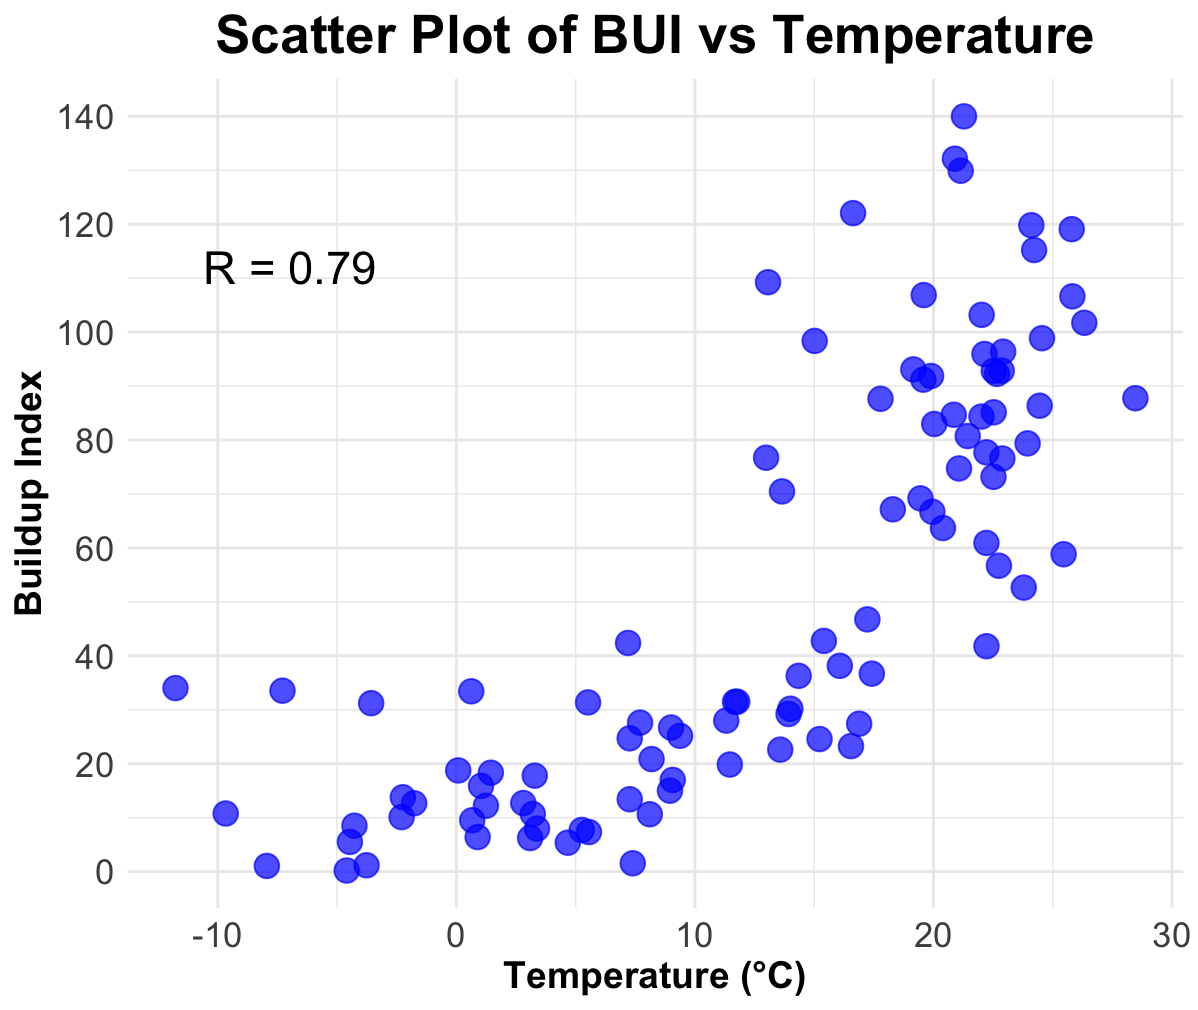 Scatter Plot of BUI vs Temperature
140
120
R = 0.79
100
80
60
40
20
0
Buildup Index
-10 0 10 20 30
Temperature (°C)